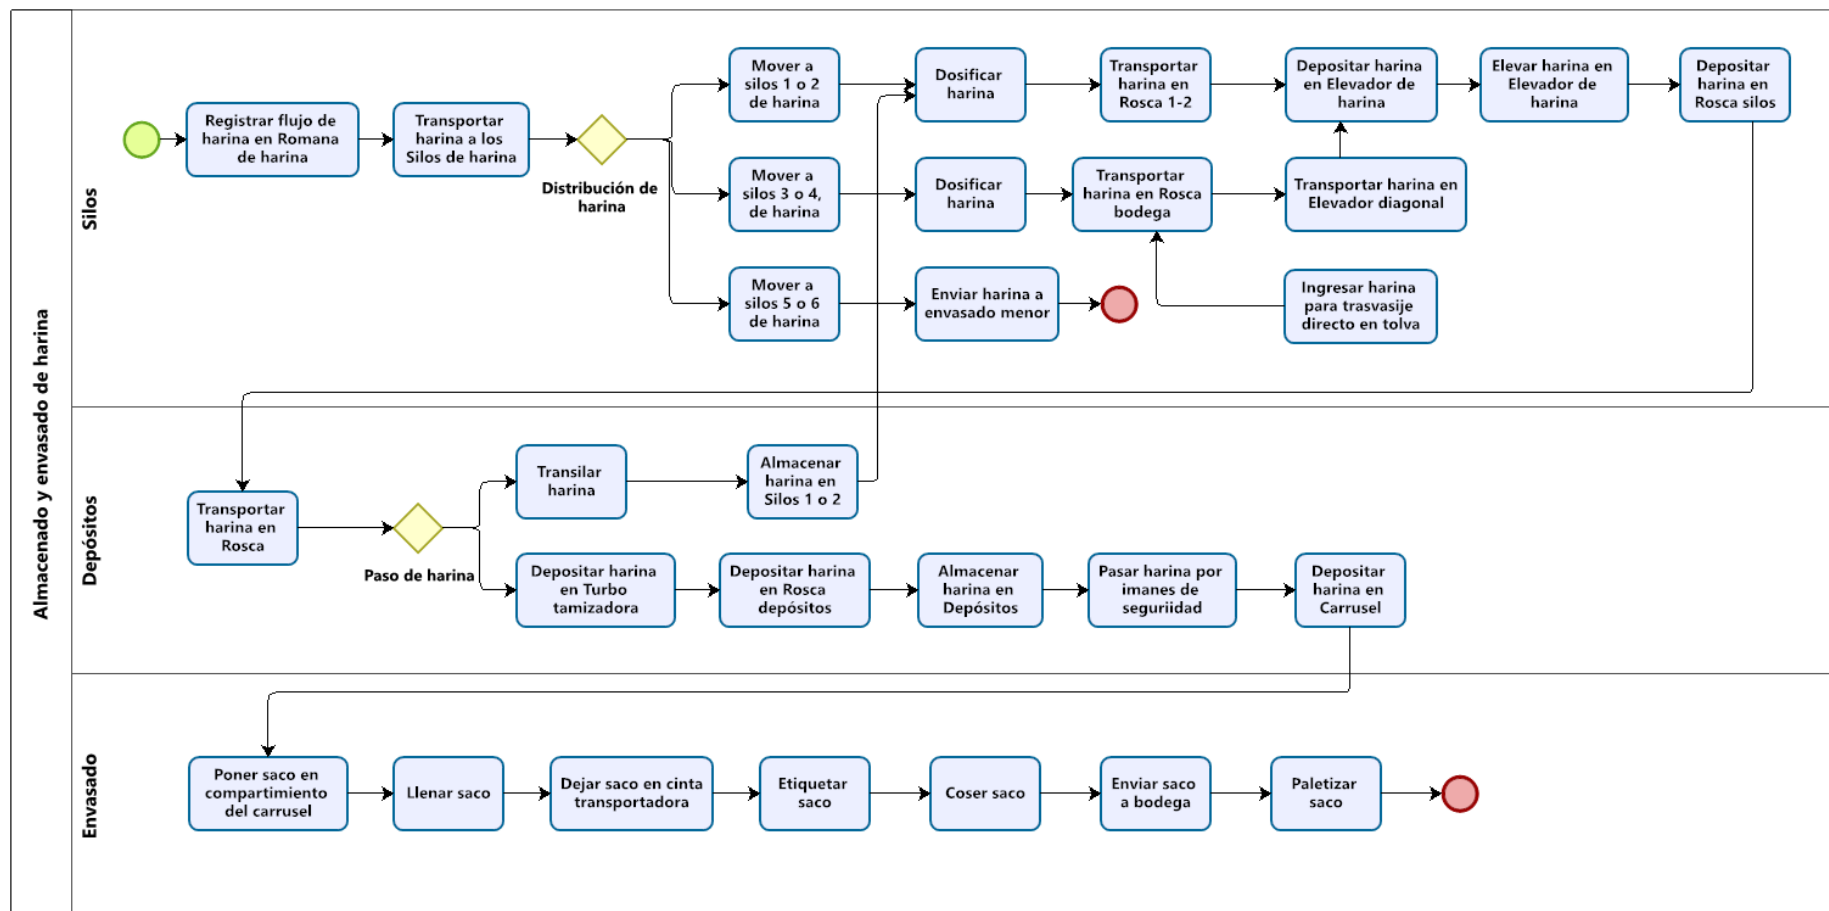 Almacenado y envasado de harina
Silos
Registrar flujo de
harina en Romana
de harina
Transportar
harina a los
Silos de harina
Distribución de
harina
Mover a
silos 1 o 2
de harina
Dosificar
harina
Transportar
harina en
Rosca 1-2
Depositar harina
en Elevador de
harina
Elevar harina en
Elevador de
harina
Depositar
harina en
Rosca silos
Mover a
silos 3 o 4,
de harina
Dosificar
harina
Transportar
harina en Rosca
bodega
Transportar harina en
Elevador diagonal
Mover a
silos 5 o 6
de harina
Enviar harina a
envasado menor
Ingresar harina
para trasvasije
directo en tolva
Depósitos
Transportar
harina en
Rosca
Paso de harina
Transilar
harina
Almacenar
harina en
Silos 1 o 2
Depositar harina
en Turbo
tamizadora
Depositar harina
en Rosca
depósitos
Almacenar
harina en
Depósitos
Pasar harina por
imanes de
seguriidad
Depositar
harina en
Carrusel
Envasado
Poner saco en
compartimiento
del carrusel
Llenar saco
Dejar saco en cinta
transportadora
Etiquetar
saco
Coser saco
Enviar saco
a bodega
Paletizar
saco